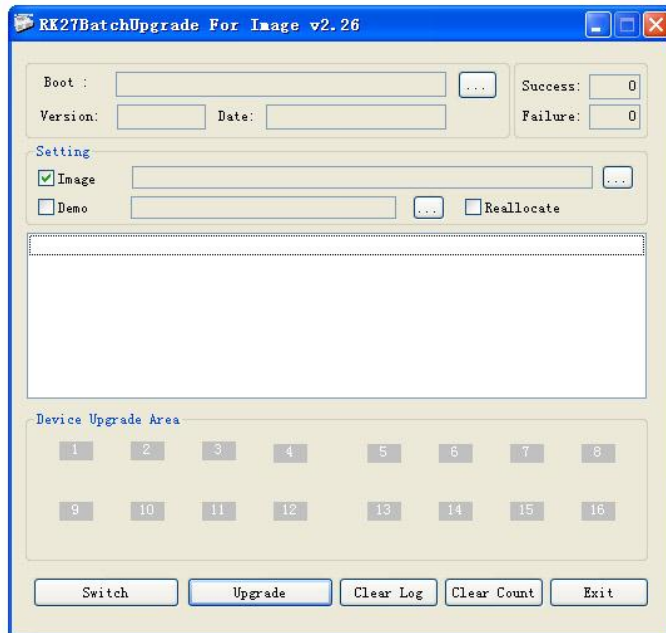 RK27BatchUpgrade For Image v2.26
Boot : ... Success: 0
Version: Date: Failure: 0
Setting
Image ...
Demo ... Reallocate
Device Upgrade Area
1 2 3 4 5 6 7 8
9 10 11 12 13 14 15 16
Switch Upgrade Clear Log Clear Count Exit